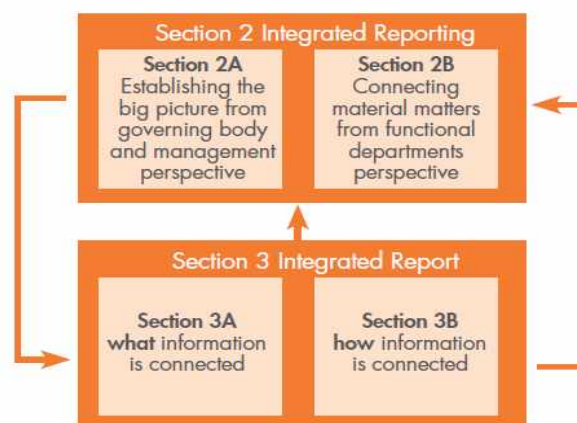 Section 2 Integrated Reporting
Section 2A
Establishing the
big picture from
governing body
and management
perspective
Section 2B
Connecting
material matters
from functional
departments
perspective
Section 3 Integrated Report
Section 3A
what information
is connected
Section 3B
how information
is connected